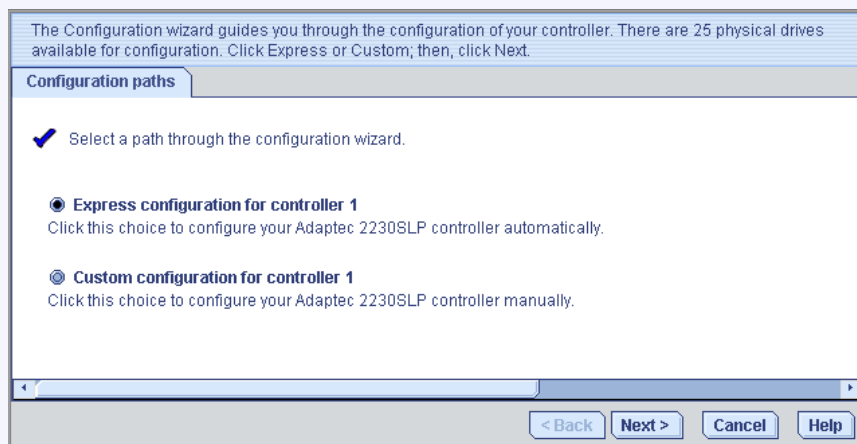 The Configuration wizard guides you through the configuration of your controller. There are 25 physical drives
available for configuration. Click Express or Custom; then, click Next.
Configuration paths
Select a path through the configuration wizard.
Express configuration for controller 1
Click this choice to configure your Adaptec 2230SLP controller automatically.
Custom configuration for controller 1
Click this choice to configure your Adaptec 2230SLP controller manually.
< Back Next > Cancel Help